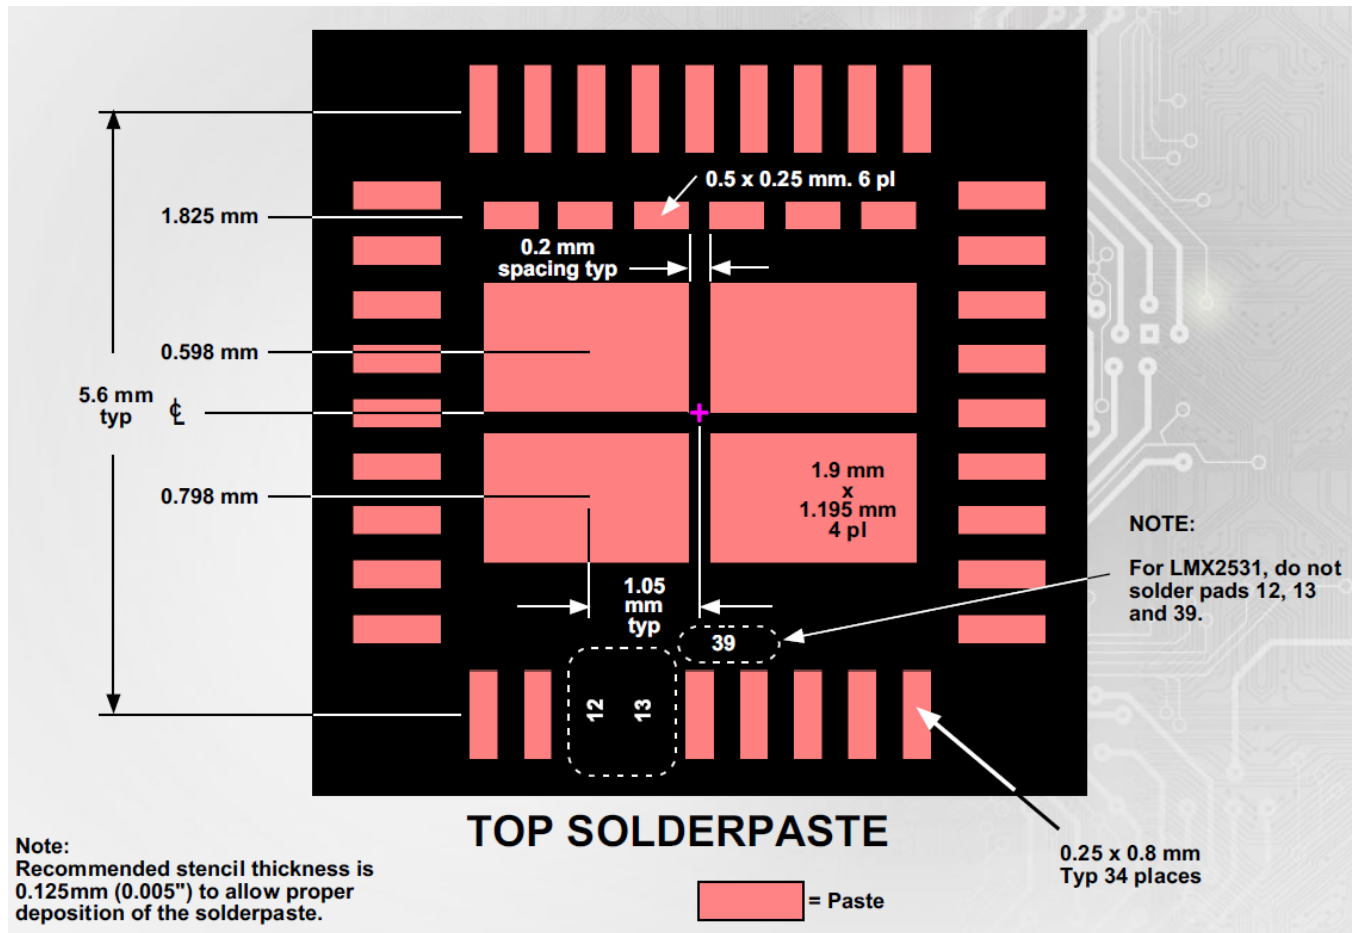 0.5 x 0.25 mm. 6 pl
1.825 mm
0.2 mm
spacing typ
0.598 mm
5.6 mm
typ
℄
0.798 mm
1.9 mm
x
1.195 mm
4 pl
NOTE:
For LMX2531, do not
solder pads 12, 13
and 39.
1.05
mm
typ
39
12
13
TOP SOLDERPASTE
Note:
Recommended stencil thickness is
0.125mm (0.005") to allow proper
deposition of the solderpaste.
0.25 x 0.8 mm
Typ 34 places
= Paste